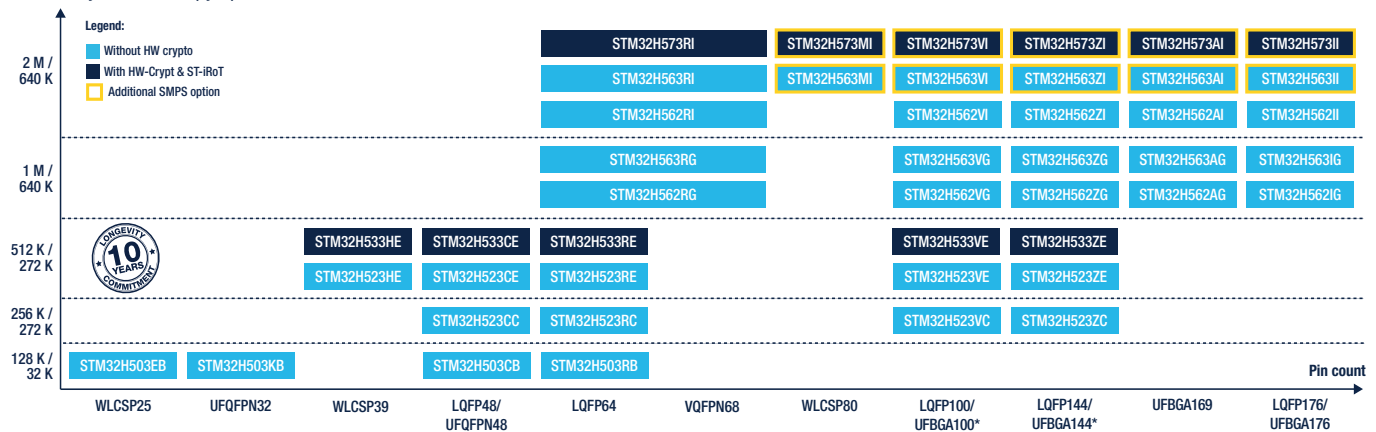 Legend:
Without HW crypto
With HW-Crypt & ST-iRoT
Additional SMPS option
2 M /
640 K
STM32H573RI STM32H573MI STM32H573VI STM32H573ZI STM32H573AI STM32H573II
STM32H563RI STM32H563MI STM32H563VI STM32H563ZI STM32H563AI STM32H563II
STM32H562RI STM32H562VI STM32H562ZI STM32H562AI STM32H562II
1 M /
640 K
STM32H563RG STM32H563VG STM32H563ZG STM32H563AG STM32H563IG
STM32H562RG STM32H562VG STM32H562ZG STM32H562AG STM32H562IG
512 K /
272 K
LONGEVITY
10
YEARS
COMMITMENT
STM32H533HE STM32H533CE STM32H533RE STM32H533VE STM32H533ZE
STM32H523HE STM32H523CE STM32H523RE STM32H523VE STM32H523ZE
256 K /
272 K
STM32H523CC STM32H523RC STM32H523VC STM32H523ZC
128 K /
32 K
STM32H503EB STM32H503KB STM32H503CB STM32H503RB
Pin count
WLCSP25 UFQFPN32 WLCSP39 LQFP48/ LQFP64 VQFPN68 WLCSP80 LQFP100/ LQFP144/ UFBGA169 LQFP176/
UFQFPN48 UFBGA100* UFBGA144* UFBGA176